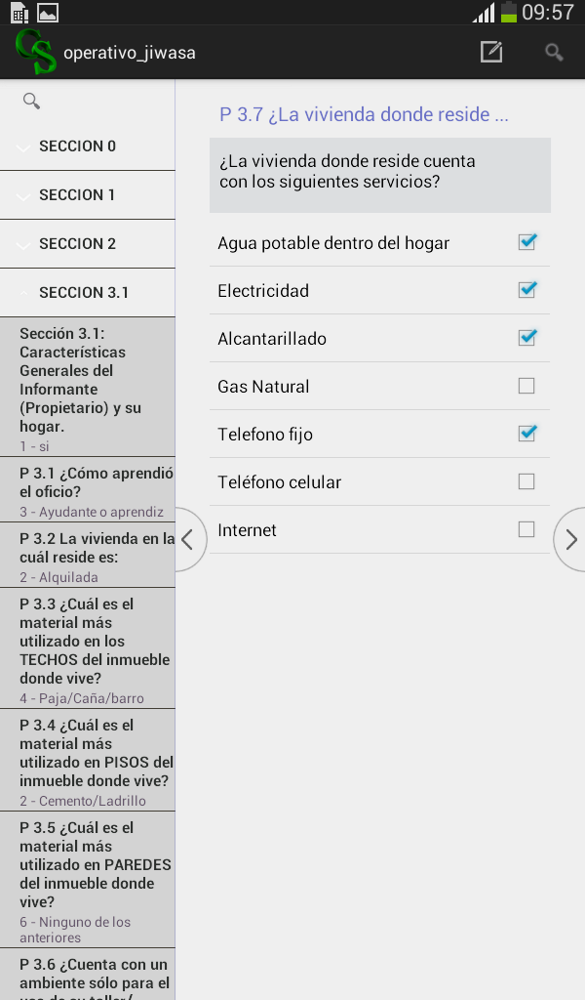 09:57
CS operativo_jiwasa
SECCION 0
SECCION 1
SECCION 2
SECCION 3.1
Sección 3.1:
Características
Generales del
Informante
(Propietario) y su
hogar.
1 - si
P 3.1 ¿Cómo aprendió
el oficio?
3 - Ayudante o aprendiz
P 3.2 La vivienda en la
cuál reside es:
2 - Alquilada
P 3.3 ¿Cuál es el
material más
utilizado en los
TECHOS del inmueble
donde vive?
4 - Paja/Caña/barro
P 3.4 ¿Cuál es el
material más
utilizado en PISOS del
inmueble donde vive?
2 - Cemento/Ladrillo
P 3.5 ¿Cuál es el
material más
utilizado en PAREDES
del inmueble donde
vive?
6 - Ninguno de los
anteriores
P 3.6 ¿Cuenta con un
ambiente sólo para el
uso de su taller/
P 3.7 ¿La vivienda donde reside ...
¿La vivienda donde reside cuenta
con los siguientes servicios?
Agua potable dentro del hogar
Electricidad
Alcantarillado
Gas Natural
Telefono fijo
Teléfono celular
Internet